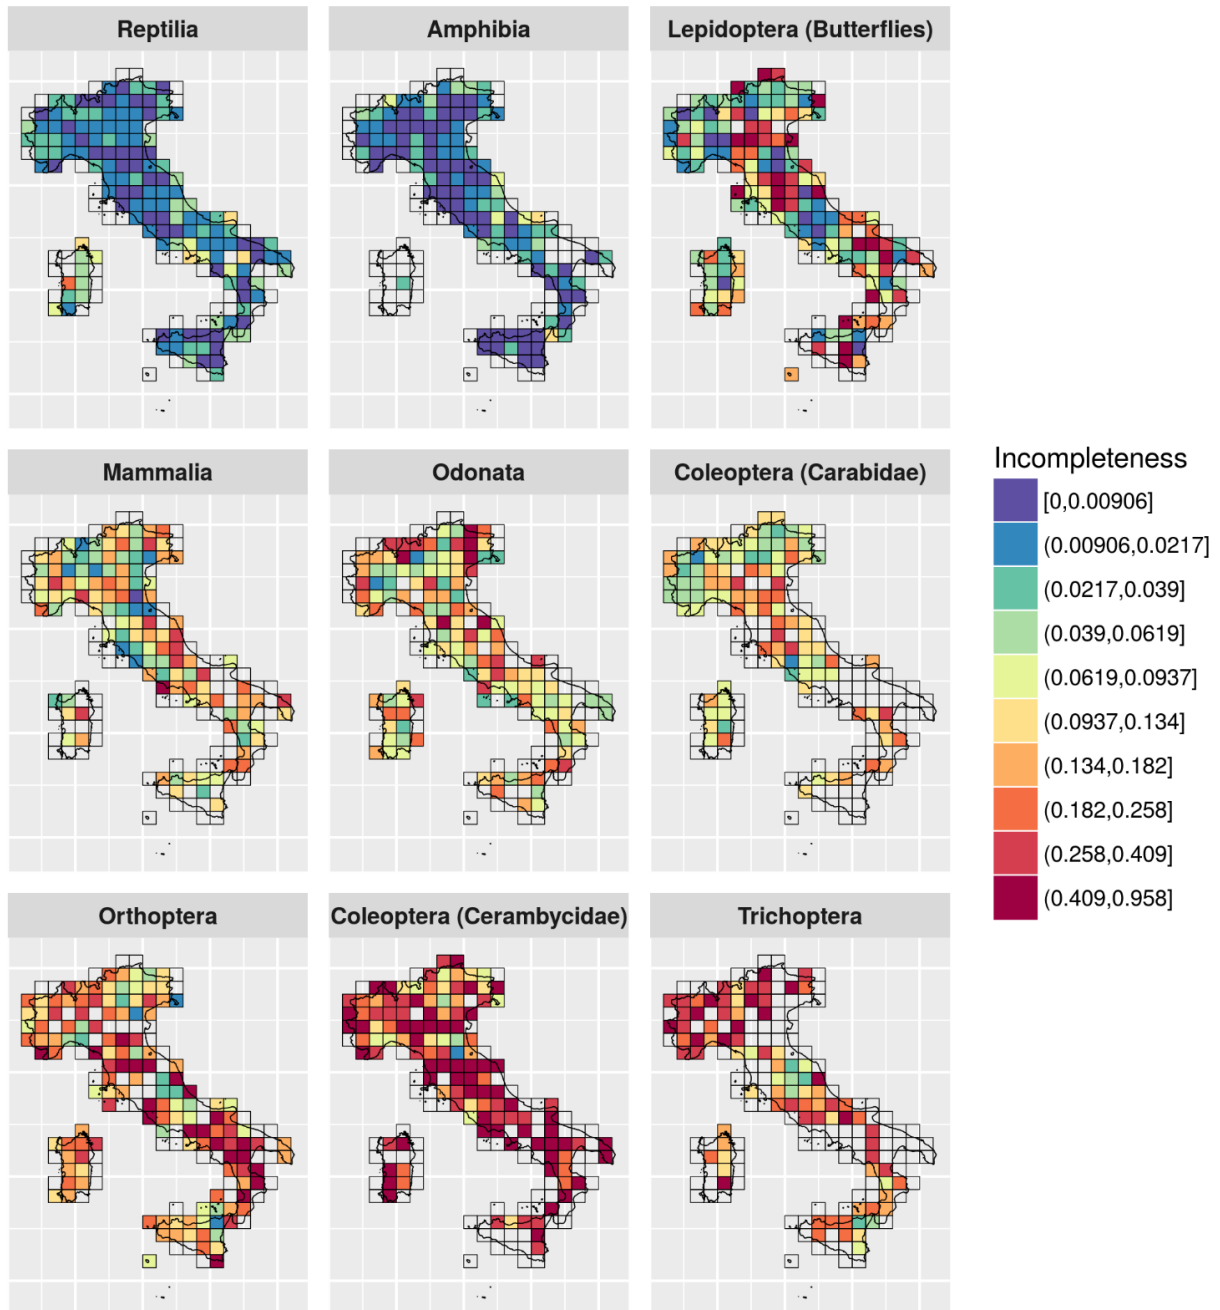 Reptilia
Amphibia
Lepidoptera (Butterflies)
Mammalia
Odonata
Coleoptera (Carabidae)
Orthoptera
Coleoptera (Cerambycidae)
Trichoptera
Incompleteness
[0,0.00906]
(0.00906,0.0217]
(0.0217,0.039]
(0.039,0.0619]
(0.0619,0.0937]
(0.0937,0.134]
(0.134,0.182]
(0.182,0.258]
(0.258,0.409]
(0.409,0.958]